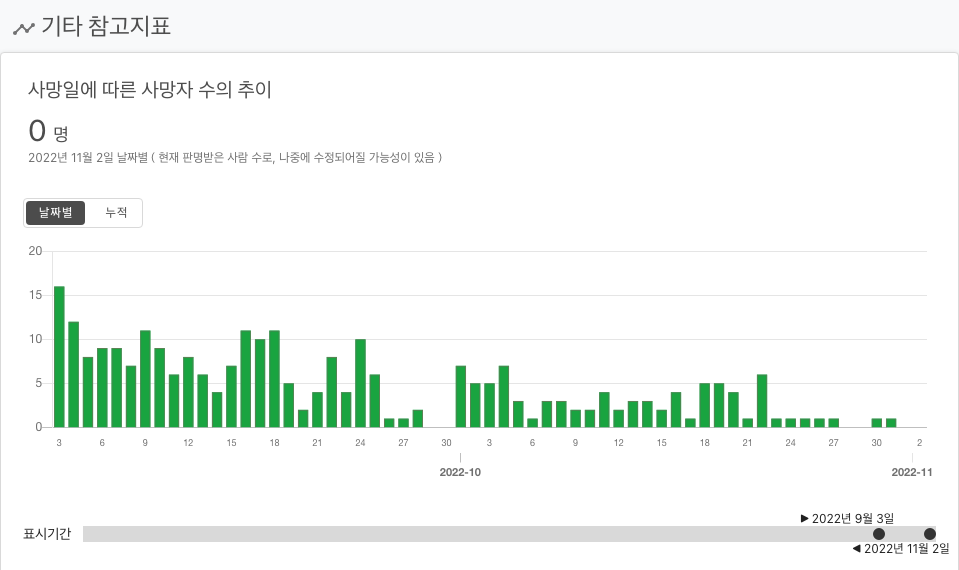 기타 참고지표
사망일에 따른 사망자 수의 추이
0 명
2022년 11월 2일 날짜별 ( 현재 판명받은 사람 수로, 나중에 수정되어질 가능성이 있음 )
날짜별 누적
20
15
10
5
0
3 6 9 12 15 18 21 24 27 30 3 6 9 12 15 18 21 24 27 30 2
2022-10 2022-11
▶ 2022년 9월 3일
표시기간
◀ 2022년 11월 2일